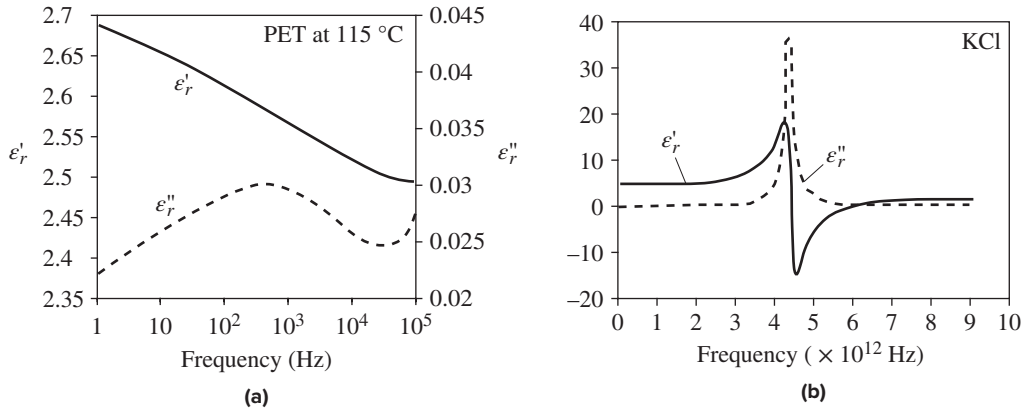 2.7
2.65
2.6
2.55
2.5
2.45
2.4
2.35
ε'r
PET at 115 °C
ε'r
ε''r
0.045
0.04
0.035
0.03
0.025
0.02
ε''r
1 10 10² 10³ 10⁴ 10⁵
Frequency (Hz)
(a)
40
30
20
10
0
−10
−20
KCl
ε'r
ε''r
0 1 2 3 4 5 6 7 8 9 10
Frequency ( × 10¹² Hz)
(b)